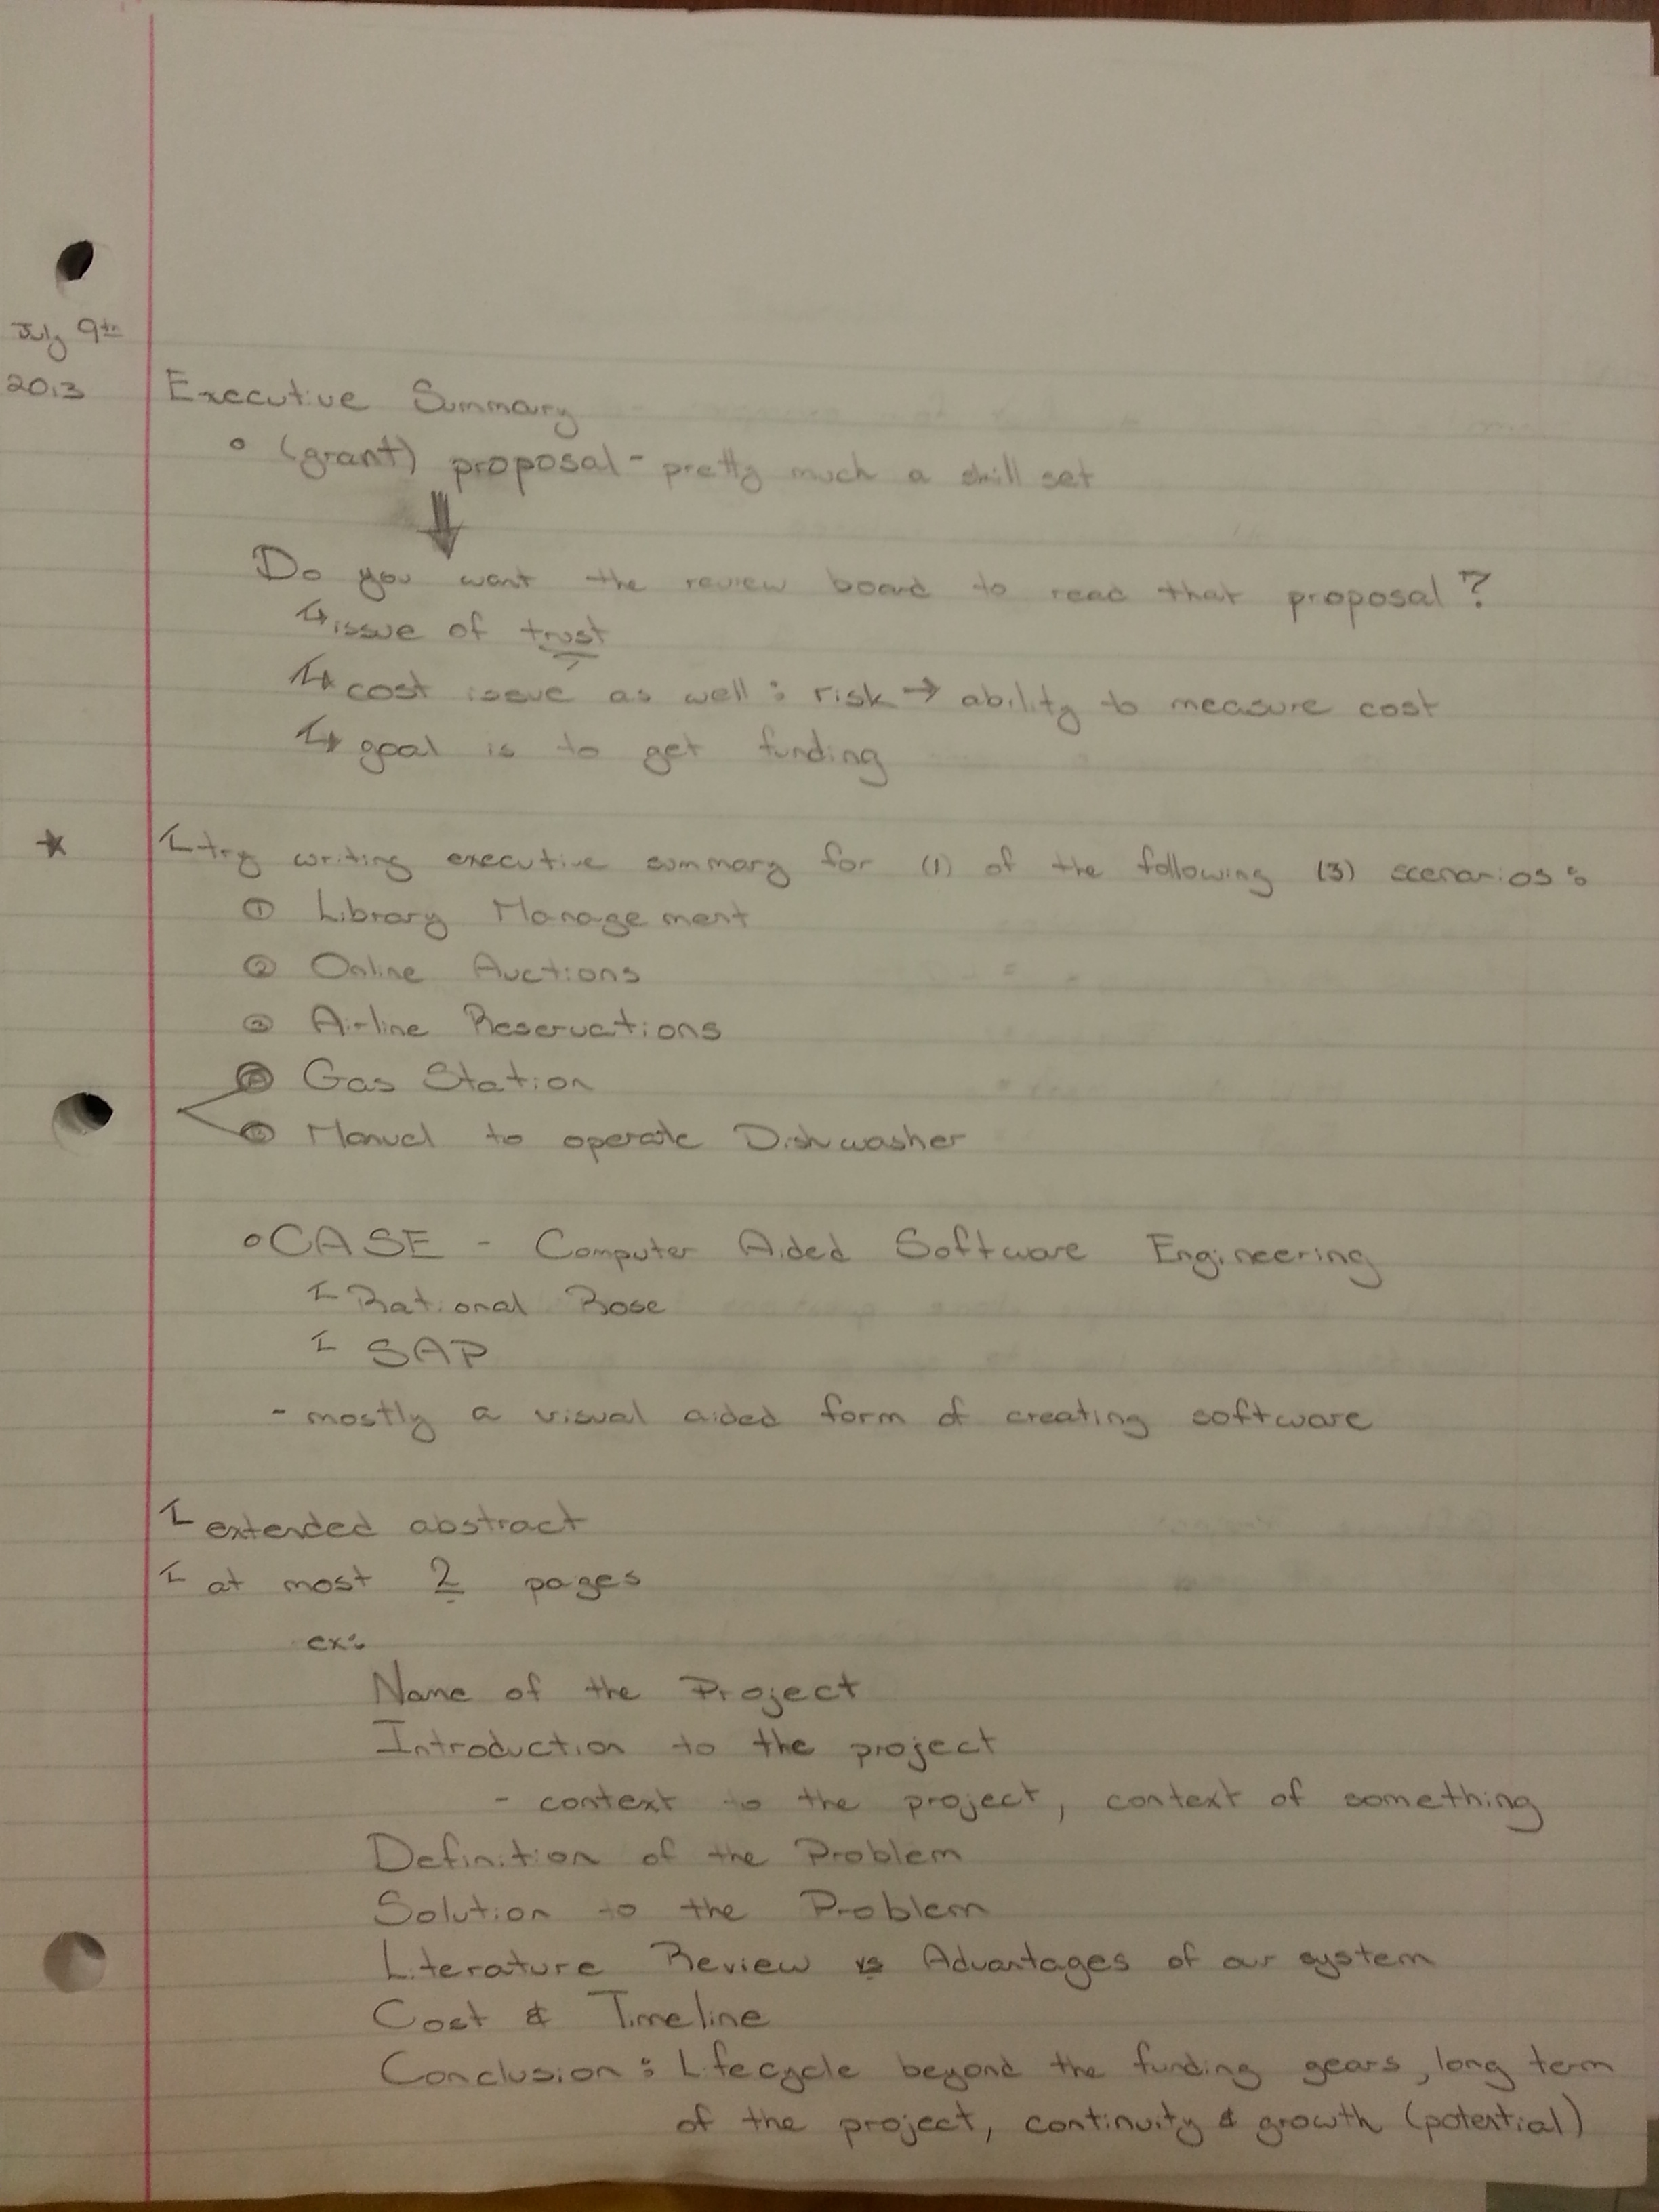 July 9th
2013
Executive Summary
° (grant) proposal - pretty much a skill set
Do you want the review board to read that proposal?
↳ issue of trust
↳ cost issue as well: risk → ability to measure cost
↳ goal is to get funding
★ try writing executive summary for (1) of the following (3) scenarios:
① Library Management
② Online Auctions
③ Airline Reservations
Gas Station
Manuel to operate Dishwasher
° CASE - Computer Aided Software Engineering
Rational Rose
SAP
- mostly a visual aided form of creating software
extended abstract
at most 2 pages
ex:
Name of the Project
Introduction to the project
- context to the project, context of something
Definition of the Problem
Solution to the Problem
Literature Review vs Advantages of our system
Cost & Timeline
Conclusion: Lifecycle beyond the funding gears, long term
of the project, continuity & growth (potential)